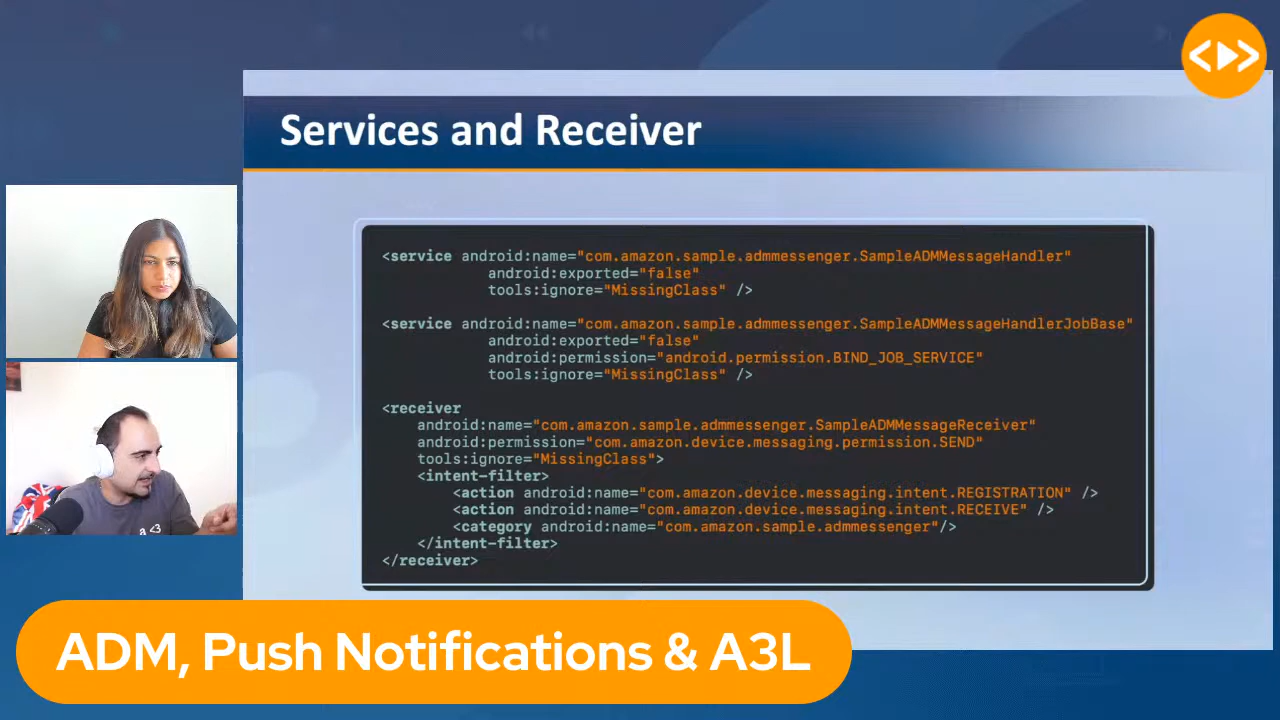 Services and Receiver
<service android:name="com.amazon.sample.admmessenger.SampleADMMessageHandler"
android:exported="false"
tools:ignore="MissingClass" />
<service android:name="com.amazon.sample.admmessenger.SampleADMMessageHandlerJobBase"
android:exported="false"
android:permission="android.permission.BIND_JOB_SERVICE"
tools:ignore="MissingClass" />
<receiver
android:name="com.amazon.sample.admmessenger.SampleADMMessageReceiver"
android:permission="com.amazon.device.messaging.permission.SEND"
tools:ignore="MissingClass">
<intent-filter>
<action android:name="com.amazon.device.messaging.intent.REGISTRATION" />
<action android:name="com.amazon.device.messaging.intent.RECEIVE" />
<category android:name="com.amazon.sample.admmessenger"/>
</intent-filter>
</receiver>
ADM, Push Notifications & A3L